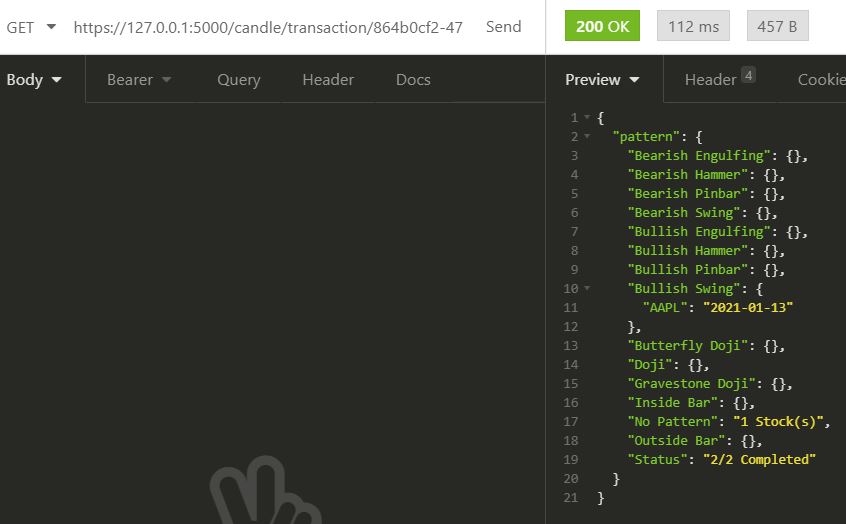 GET https://127.0.0.1:5000/candle/transaction/864b0cf2-47 Send 200 OK 112 ms 457 B
Body Bearer Query Header Docs Preview Header 4 Cookie
1 {
2 "pattern": {
3 "Bearish Engulfing": {},
4 "Bearish Hammer": {},
5 "Bearish Pinbar": {},
6 "Bearish Swing": {},
7 "Bullish Engulfing": {},
8 "Bullish Hammer": {},
9 "Bullish Pinbar": {},
10 "Bullish Swing": {
11 "AAPL": "2021-01-13"
12 },
13 "Butterfly Doji": {},
14 "Doji": {},
15 "Gravestone Doji": {},
16 "Inside Bar": {},
17 "No Pattern": "1 Stock(s)",
18 "Outside Bar": {},
19 "Status": "2/2 Completed"
20 }
21 }